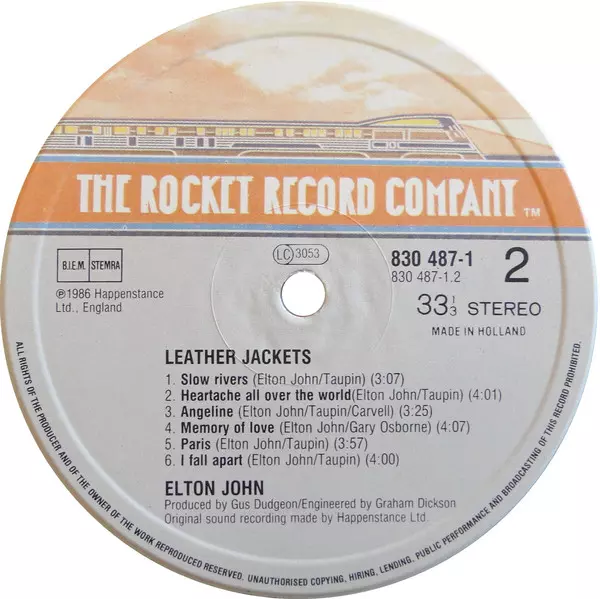 THE ROCKET RECORD COMPANY ™
B.I.E.M. STEMRA
℗1986 Happenstance
Ltd., England
LC 3053
830 487-1
830 487-1.2
2
33 1/3 STEREO
MADE IN HOLLAND
LEATHER JACKETS
1. Slow rivers (Elton John/Taupin) (3:07)
2. Heartache all over the world(Elton John/Taupin) (4:01)
3. Angeline (Elton John/Taupin/Carvell) (3:25)
4. Memory of love (Elton John/Gary Osborne) (4:07)
5. Paris (Elton John/Taupin) (3:57)
6. I fall apart (Elton John/Taupin) (4:00)
ELTON JOHN
Produced by Gus Dudgeon/Engineered by Graham Dickson
Original sound recording made by Happenstance Ltd.
ALL RIGHTS OF THE PRODUCER AND OF THE OWNER OF THE WORK REPRODUCED RESERVED. UNAUTHORISED COPYING, HIRING, LENDING, PUBLIC PERFORMANCE AND BROADCASTING OF THIS RECORD PROHIBITED.